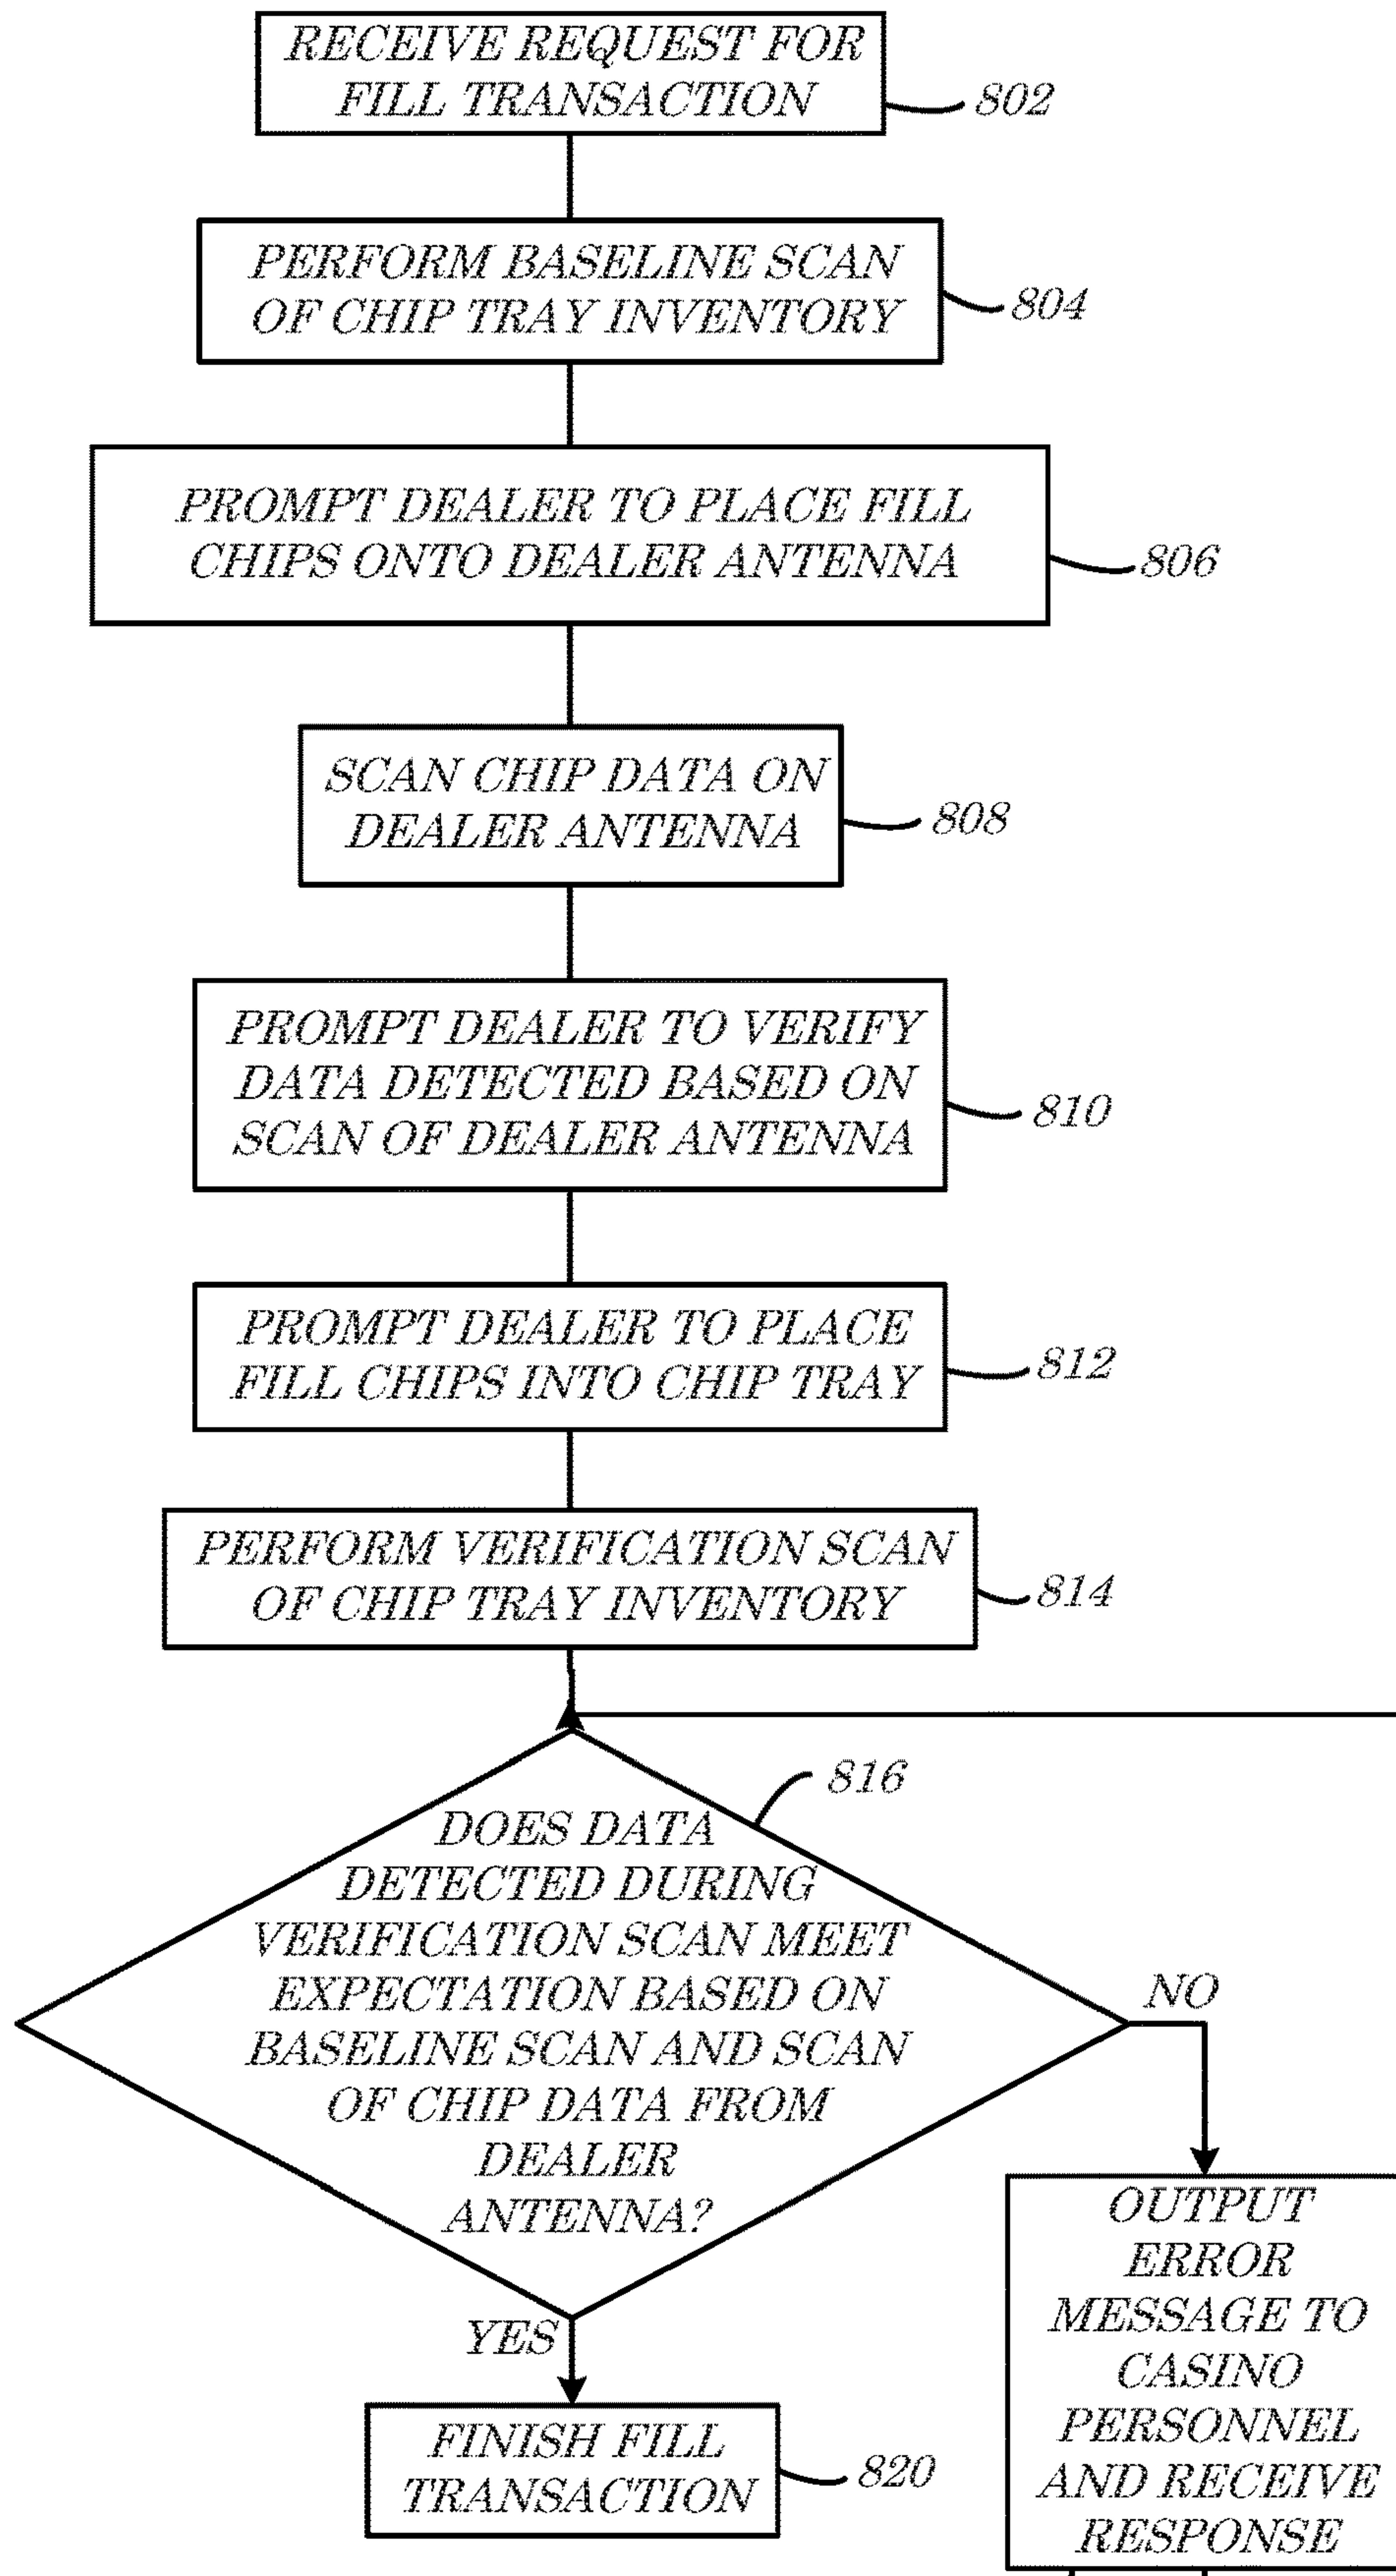 RECEIVE REQUEST FOR
FILL TRANSACTION
802
PERFORM BASELINE SCAN
OF CHIP TRAY INVENTORY
804
PROMPT DEALER TO PLACE FILL
CHIPS ONTO DEALER ANTENNA
806
SCAN CHIP DATA ON
DEALER ANTENNA
808
PROMPT DEALER TO VERIFY
DATA DETECTED BASED ON
SCAN OF DEALER ANTENNA
810
PROMPT DEALER TO PLACE
FILL CHIPS INTO CHIP TRAY
812
PERFORM VERIFICATION SCAN
OF CHIP TRAY INVENTORY
814
816
DOES DATA
DETECTED DURING
VERIFICATION SCAN MEET
EXPECTATION BASED ON
BASELINE SCAN AND SCAN
OF CHIP DATA FROM
DEALER
ANTENNA?
NO
YES
OUTPUT
ERROR
MESSAGE TO
CASINO
PERSONNEL
AND RECEIVE
RESPONSE
FINISH FILL
TRANSACTION
820